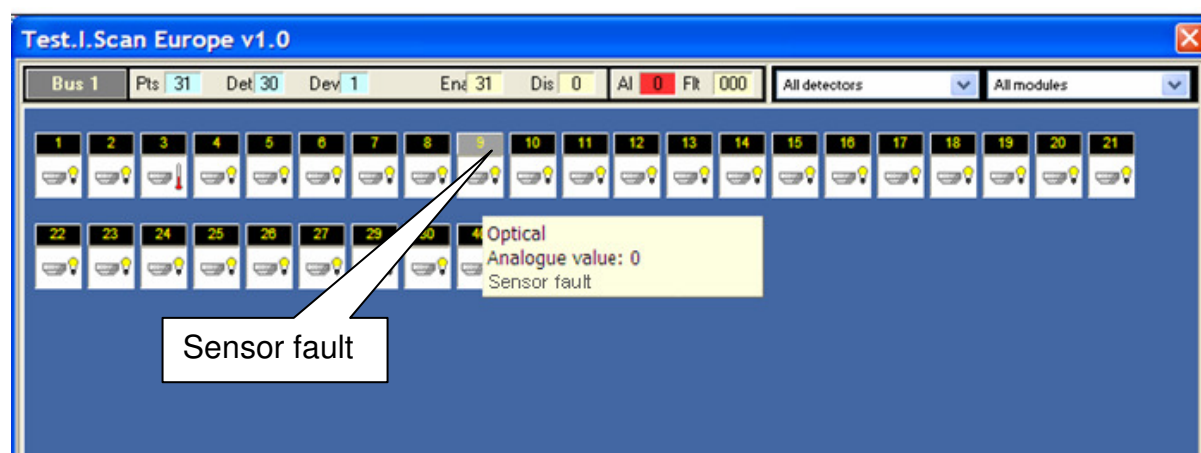 Test.I.Scan Europe v1.0
Bus 1 Pts 31 Det 30 Dev 1 Ena 31 Dis 0 Al 0 Flt 000 All detectors All modules
1 2 3 4 5 6 7 8 9 10 11 12 13 14 15 16 17 18 19 20 21
22 23 24 25 26 27 29
Optical
Analogue value: 0
Sensor fault
Sensor fault